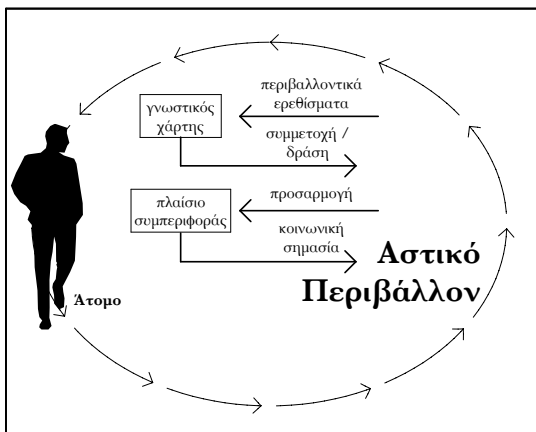 περιβαλλοντικά
ερεθίσματα
γνωστικός
χάρτης
συμμετοχή /
δράση
προσαρμογή
πλαίσιο
συμπεριφοράς
κοινωνική
σημασία
Αστικό
Περιβάλλον
Άτομο